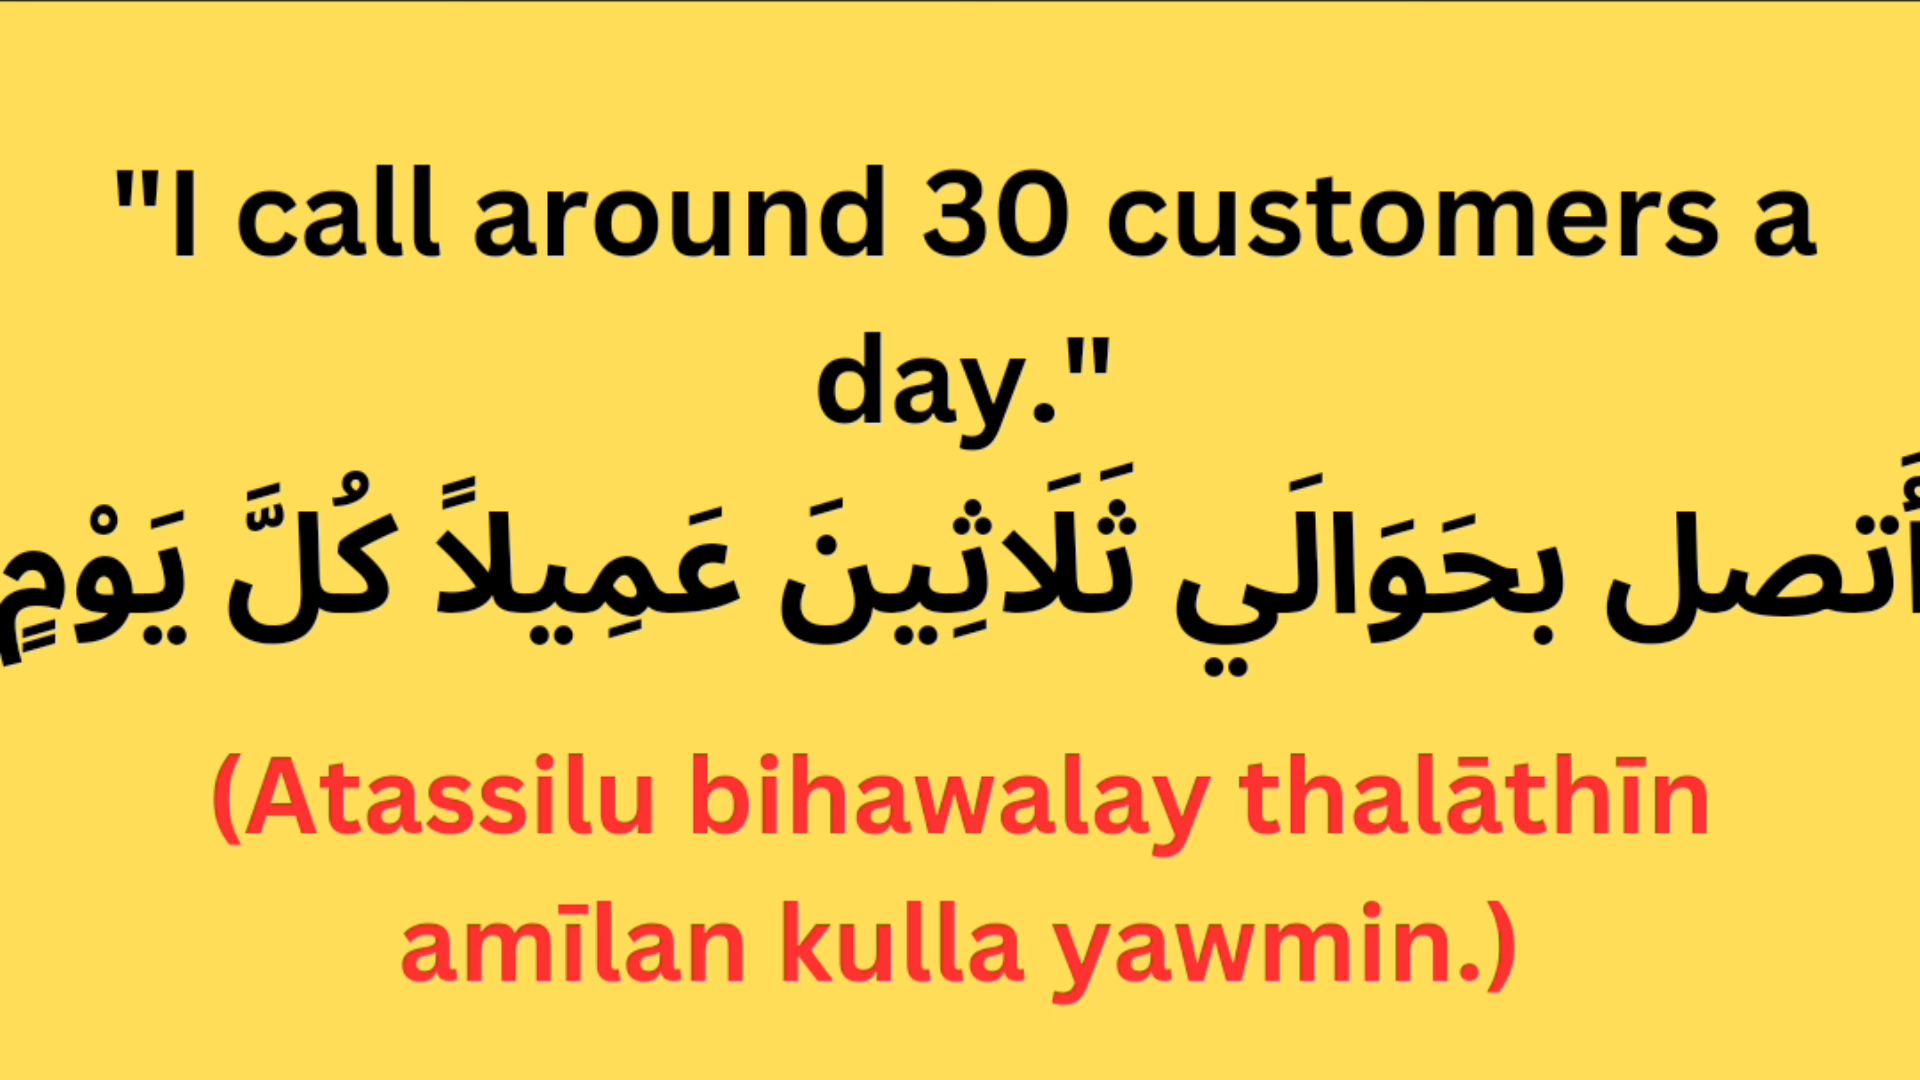 "I call around 30 customers a
day."
أَتصل بحَوَالَي ثَلَاثِينَ عَمِيلاً كُلَّ يَوْمٍ
(Atassilu bihawalay thalāthīn
amīlan kulla yawmin.)